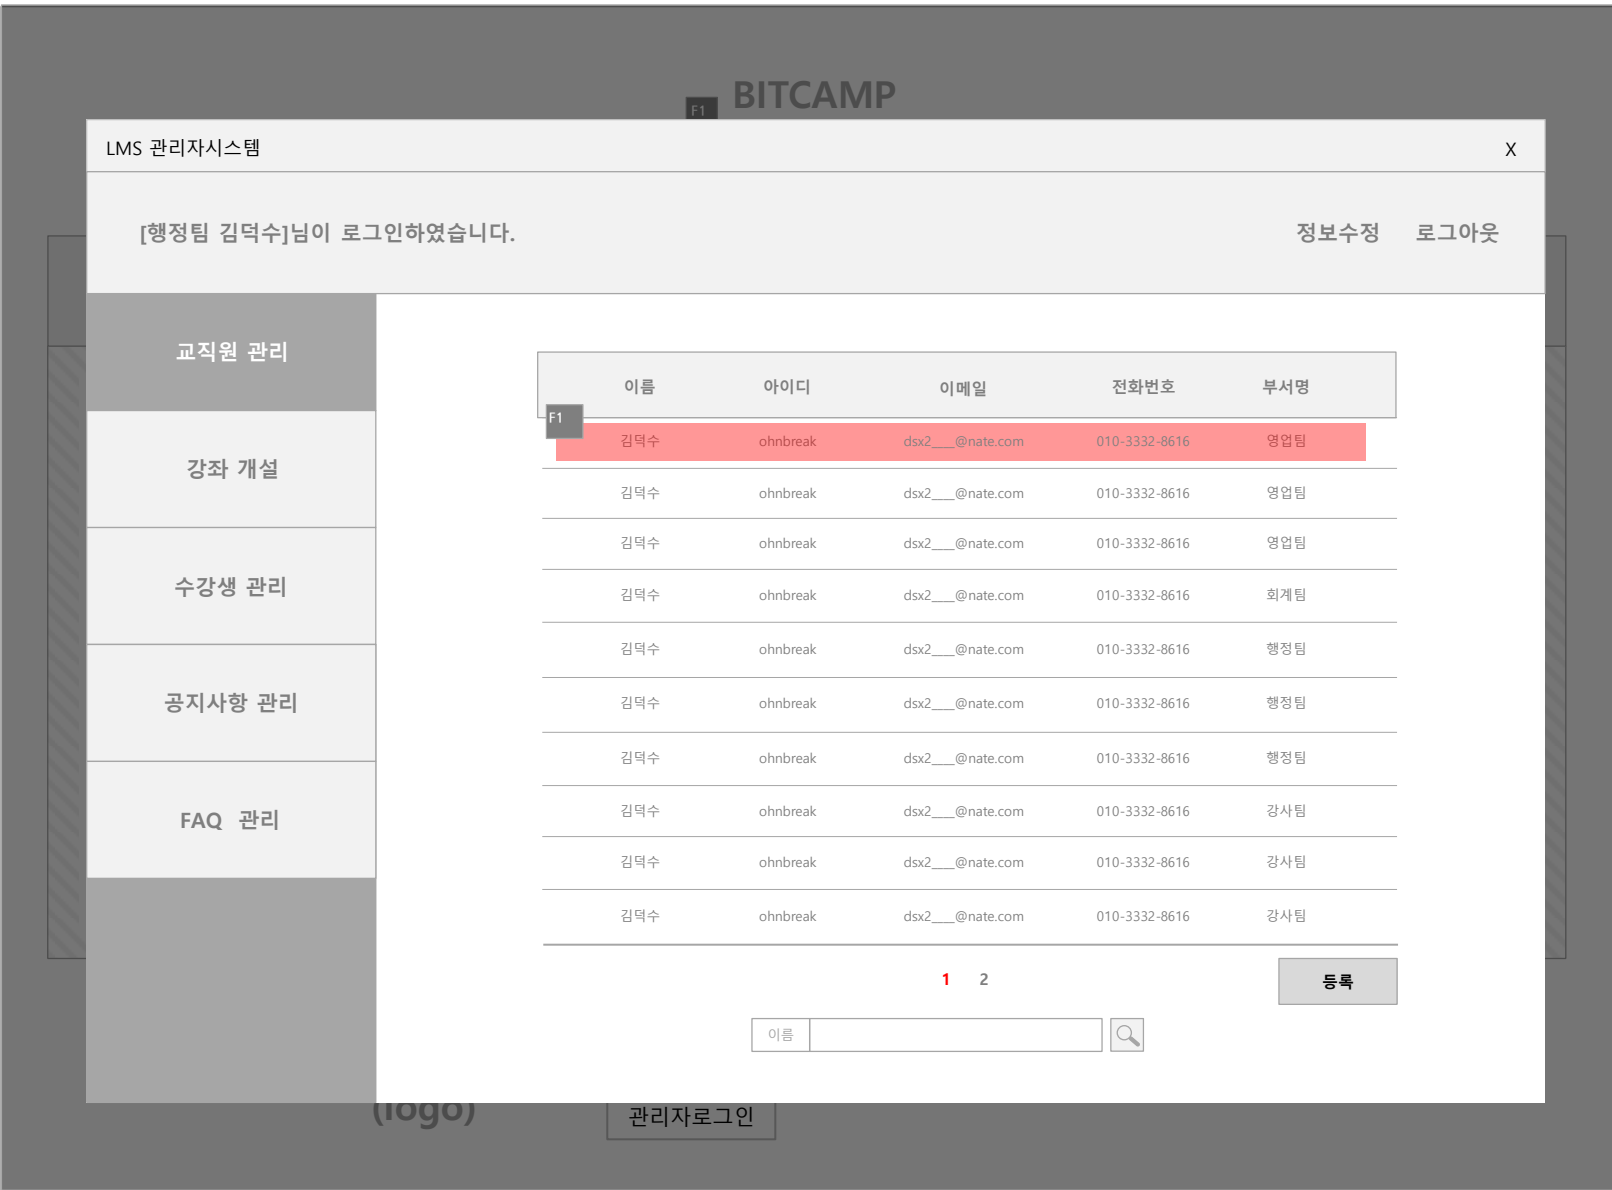 BITCAMP
F1
LMS 관리자시스템 X
[행정팀 김덕수]님이 로그인하였습니다. 정보수정 로그아웃
교직원 관리
강좌 개설
수강생 관리
공지사항 관리
FAQ 관리
이름 아이디 이메일 전화번호 부서명
F1
김덕수 ohnbreak dsx2___@nate.com 010-3332-8616 영업팀
김덕수 ohnbreak dsx2___@nate.com 010-3332-8616 영업팀
김덕수 ohnbreak dsx2___@nate.com 010-3332-8616 영업팀
김덕수 ohnbreak dsx2___@nate.com 010-3332-8616 회계팀
김덕수 ohnbreak dsx2___@nate.com 010-3332-8616 행정팀
김덕수 ohnbreak dsx2___@nate.com 010-3332-8616 행정팀
김덕수 ohnbreak dsx2___@nate.com 010-3332-8616 행정팀
김덕수 ohnbreak dsx2___@nate.com 010-3332-8616 강사팀
김덕수 ohnbreak dsx2___@nate.com 010-3332-8616 강사팀
김덕수 ohnbreak dsx2___@nate.com 010-3332-8616 강사팀
1 2
등록
이름
(logo)
관리자로그인